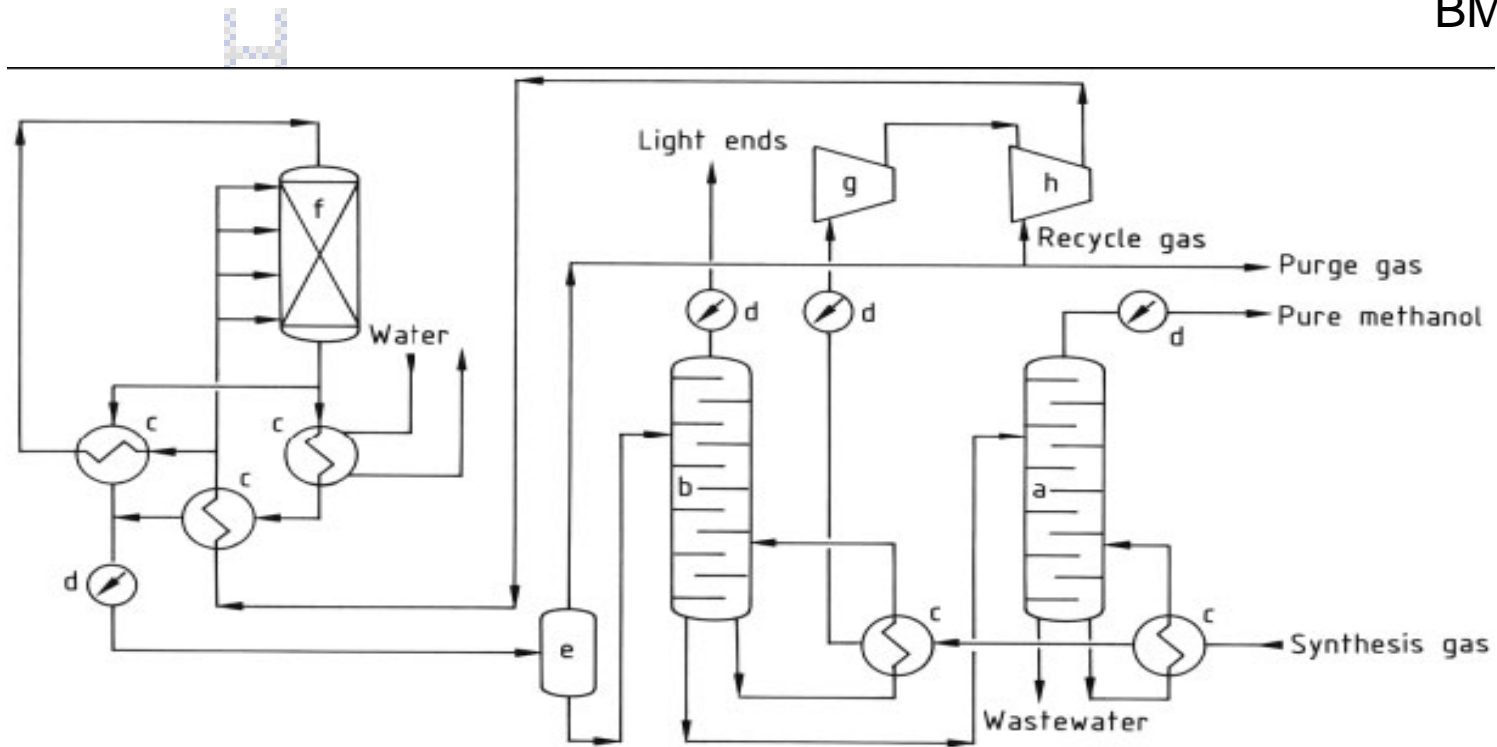 BM
Light ends
g
h
f
Recycle gas
Purge gas
d
d
Pure methanol
d
Water
c
c
c
b
a
d
e
c
c
Synthesis gas
Wastewater